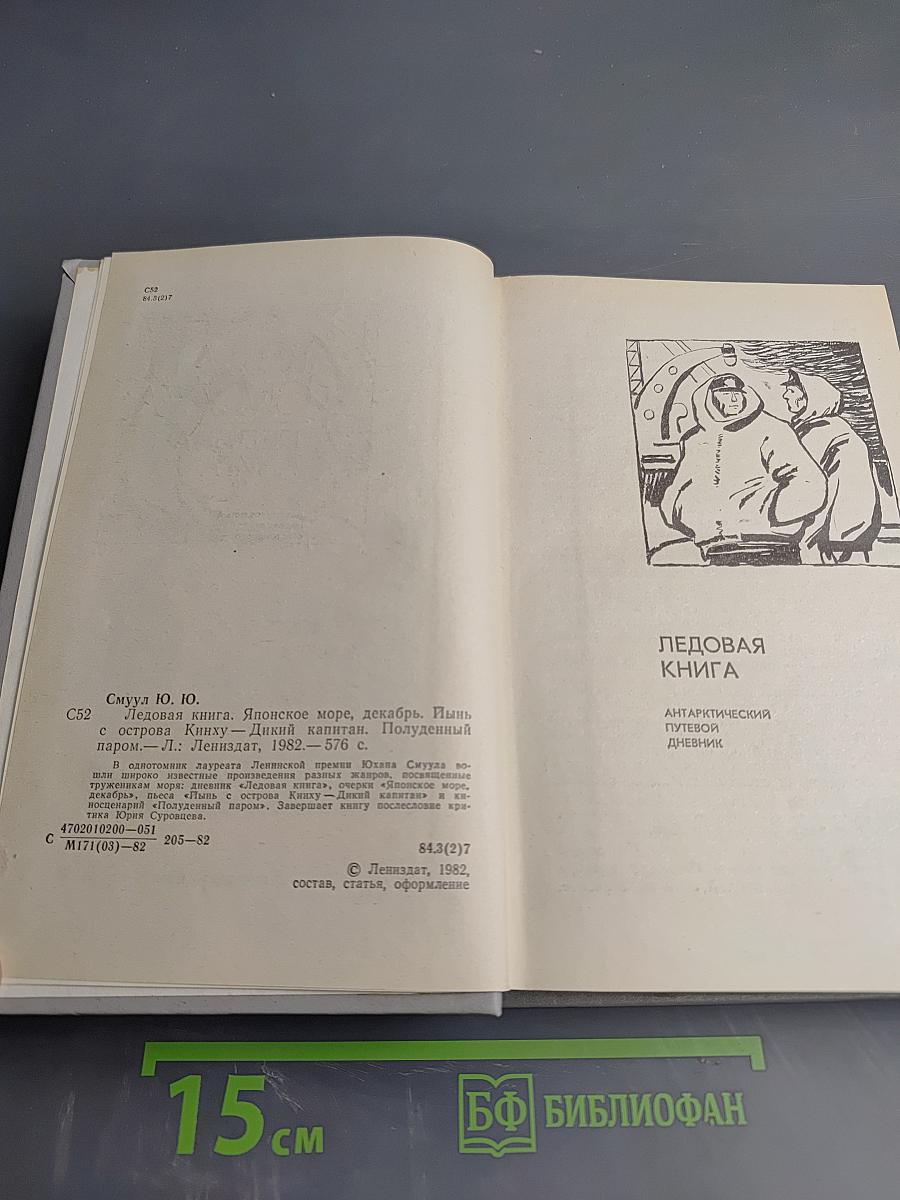 С52
84.3(2)7
Смуул Ю. Ю.
С52 Ледовая книга. Японское море, декабрь. Йынь
с острова Кинху — Дикий капитан. Полуденный
паром.— Л.: Лениздат, 1982.— 576 с.
В однотомник лауреата Ленинской премии Юхана Смуула во-
шли широко известные произведения разных жанров, посвященные
труженикам моря: дневник «Ледовая книга», очерки «Японское море,
декабрь», пьеса «Йынь с острова Кинху — Дикий капитан» и ки-
носценарий «Полуденный паром». Завершает книгу послесловие кри-
тика Юрия Суровцева.
С 4702010200—051
М171(03)—82 205—82
84.3(2)7
© Лениздат, 1982,
состав, статья, оформление
ЛЕДОВАЯ
КНИГА
АНТАРКТИЧЕСКИЙ
ПУТЕВОЙ
ДНЕВНИК
15 см
БФ БИБЛИОФАН